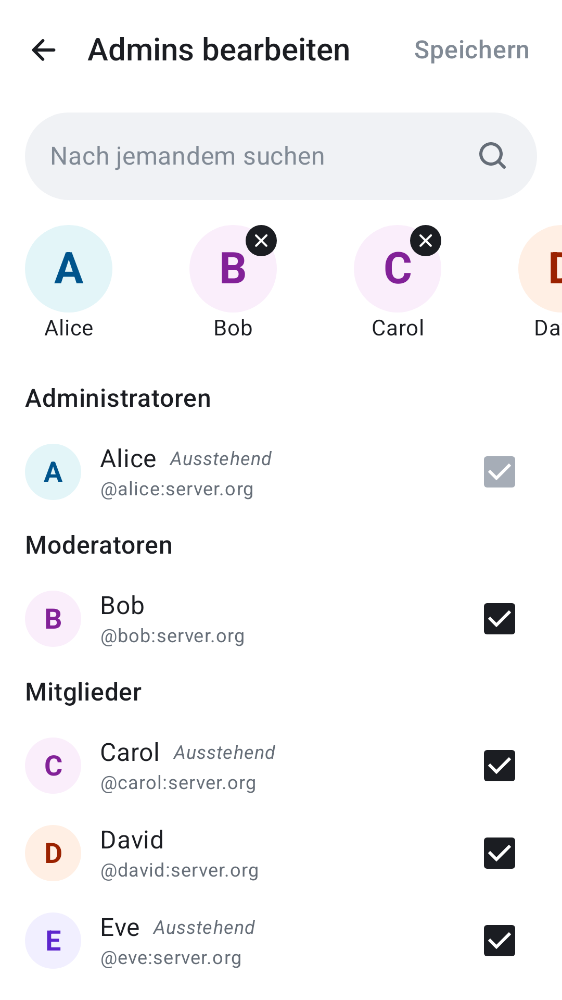 Admins bearbeiten Speichern
Nach jemandem suchen
A B C
Alice Bob Carol Da
Administratoren
A Alice Ausstehend
@alice:server.org
Moderatoren
B Bob
@bob:server.org
Mitglieder
C Carol Ausstehend
@carol:server.org
D David
@david:server.org
E Eve Ausstehend
@eve:server.org